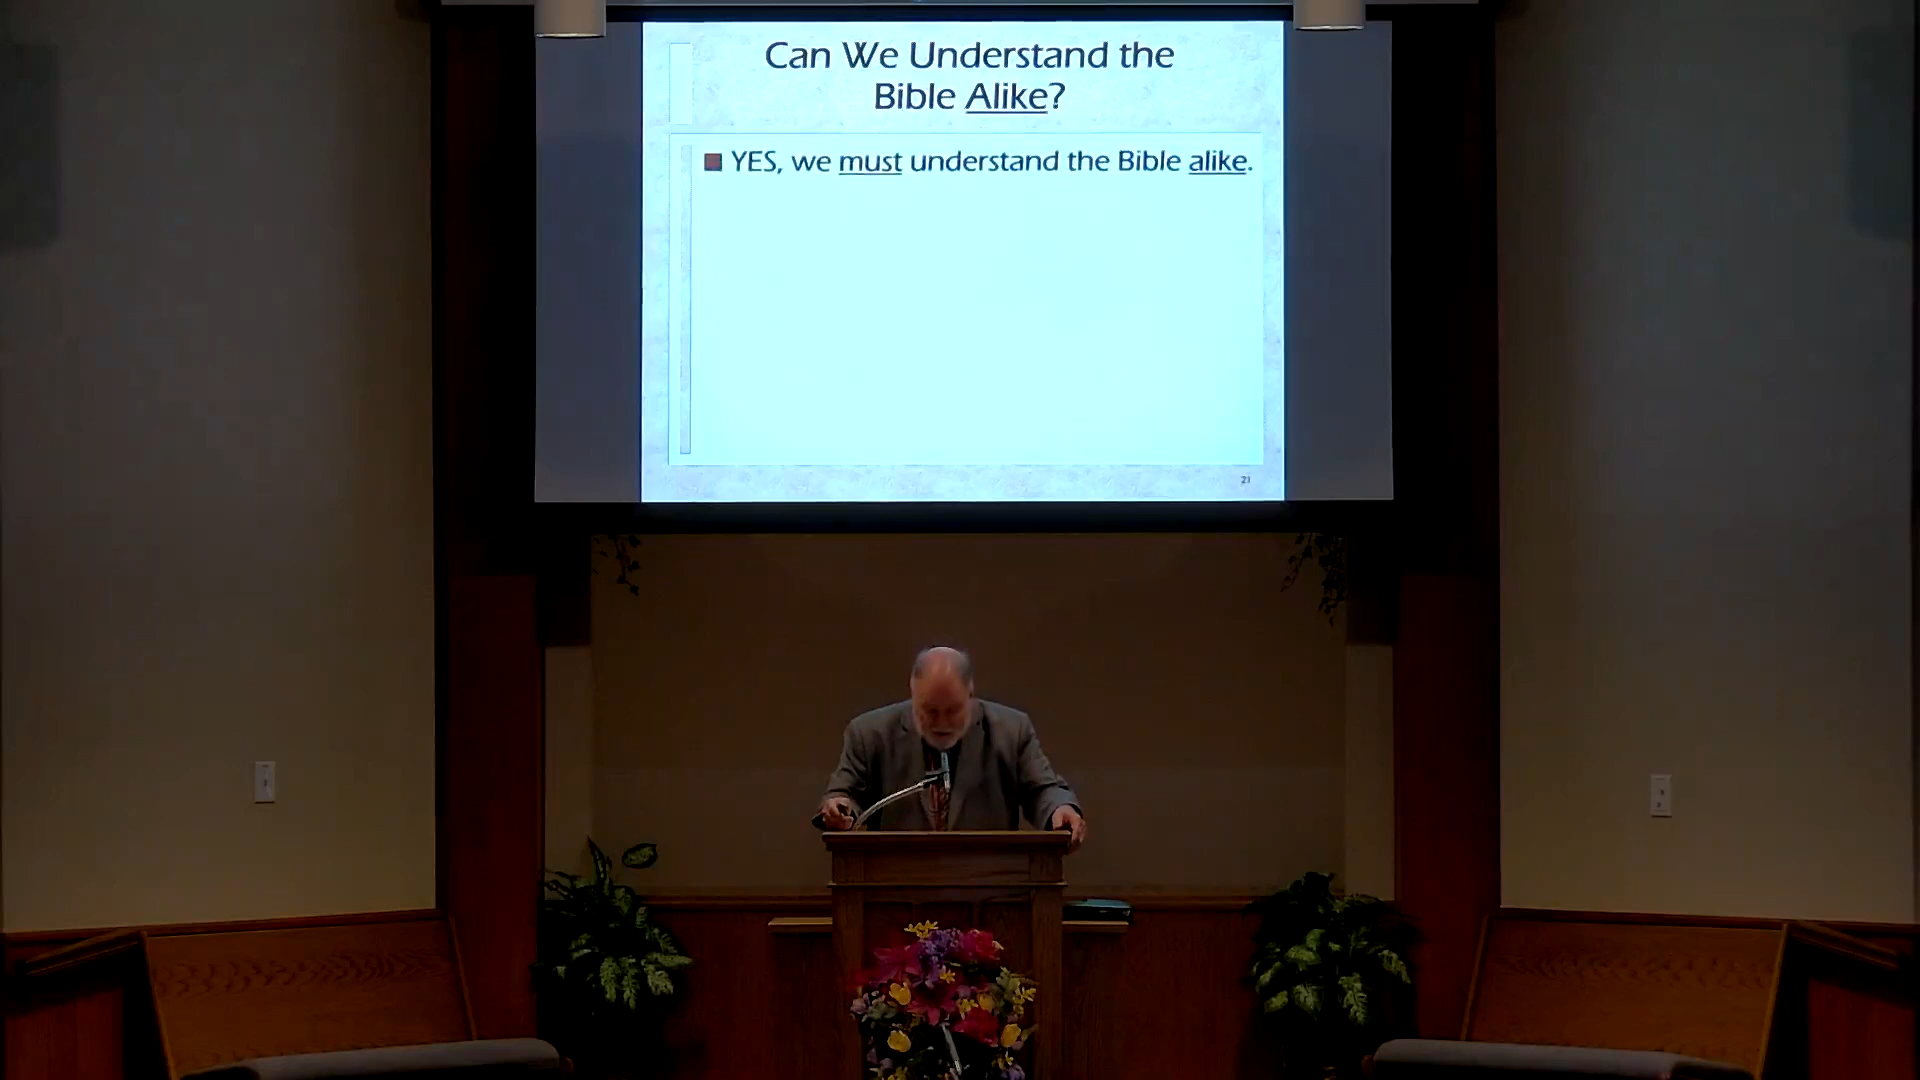 Can We Understand the
Bible Alike?
YES, we must understand the Bible alike.
21